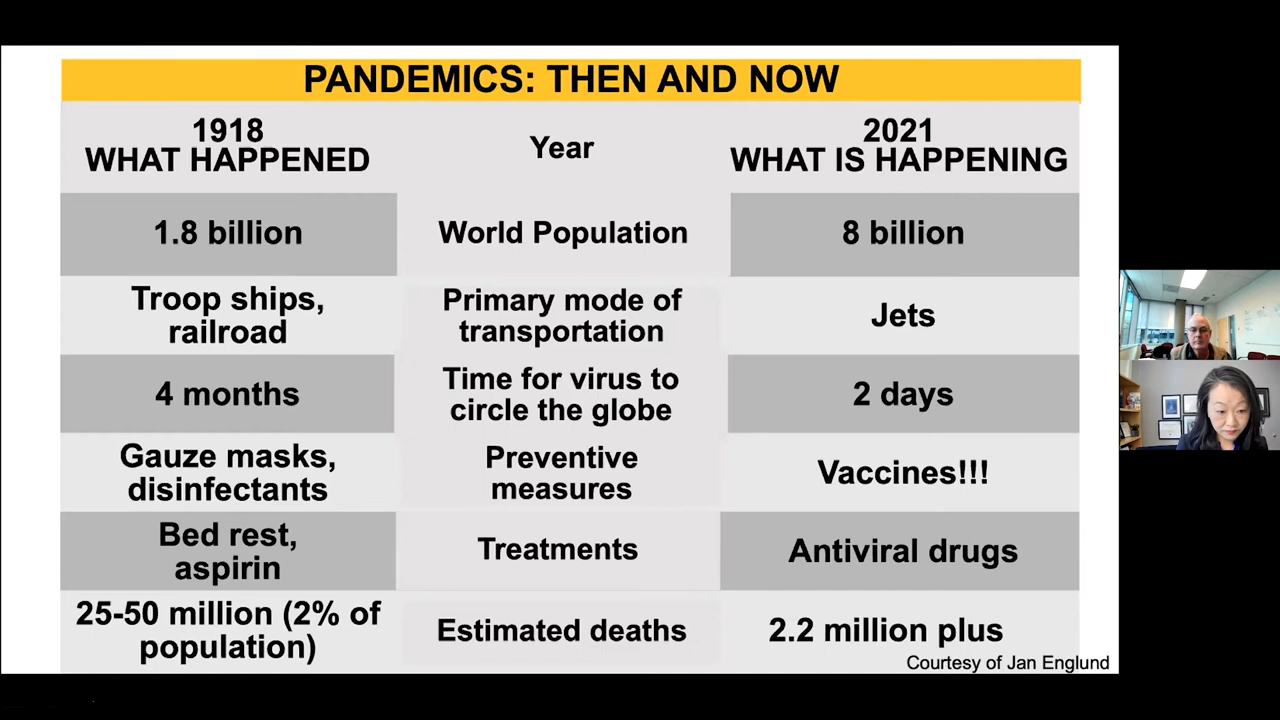 PANDEMICS: THEN AND NOW
1918
WHAT HAPPENED
Year
2021
WHAT IS HAPPENING
1.8 billion
World Population
8 billion
Troop ships,
railroad
Primary mode of
transportation
Jets
4 months
Time for virus to
circle the globe
2 days
Gauze masks,
disinfectants
Preventive
measures
Vaccines!!!
Bed rest,
aspirin
Treatments
Antiviral drugs
25-50 million (2% of
population)
Estimated deaths
2.2 million plus
Courtesy of Jan Englund